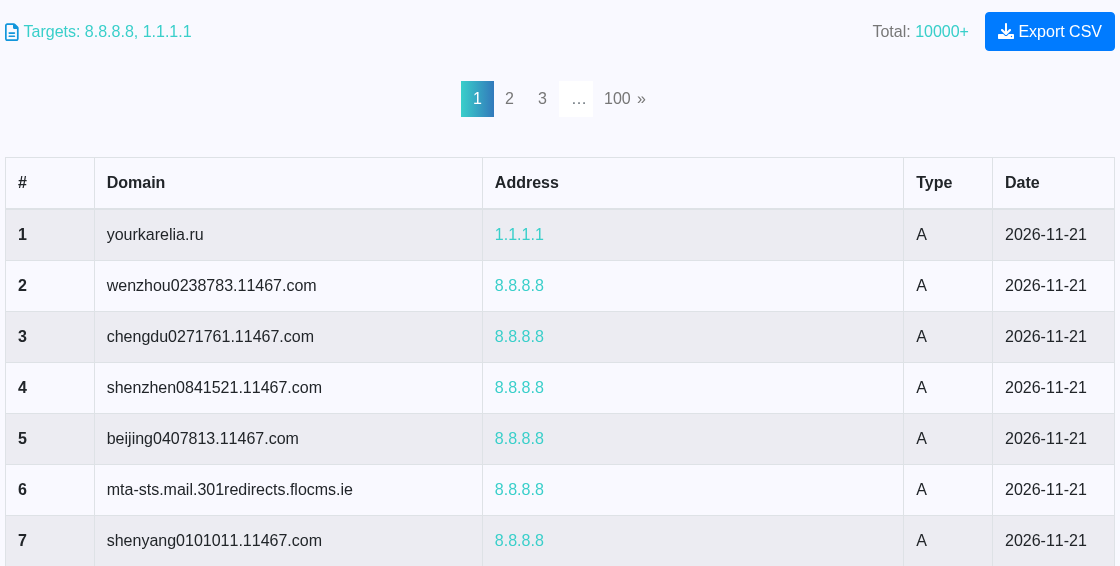 Targets: 8.8.8.8, 1.1.1.1 Total: 10000+ Export CSV
1 2 3 … 100 »
# Domain Address Type Date
1 yourkarelia.ru 1.1.1.1 A 2026-11-21
2 wenzhou0238783.11467.com 8.8.8.8 A 2026-11-21
3 chengdu0271761.11467.com 8.8.8.8 A 2026-11-21
4 shenzhen0841521.11467.com 8.8.8.8 A 2026-11-21
5 beijing0407813.11467.com 8.8.8.8 A 2026-11-21
6 mta-sts.mail.301redirects.flocms.ie 8.8.8.8 A 2026-11-21
7 shenyang0101011.11467.com 8.8.8.8 A 2026-11-21